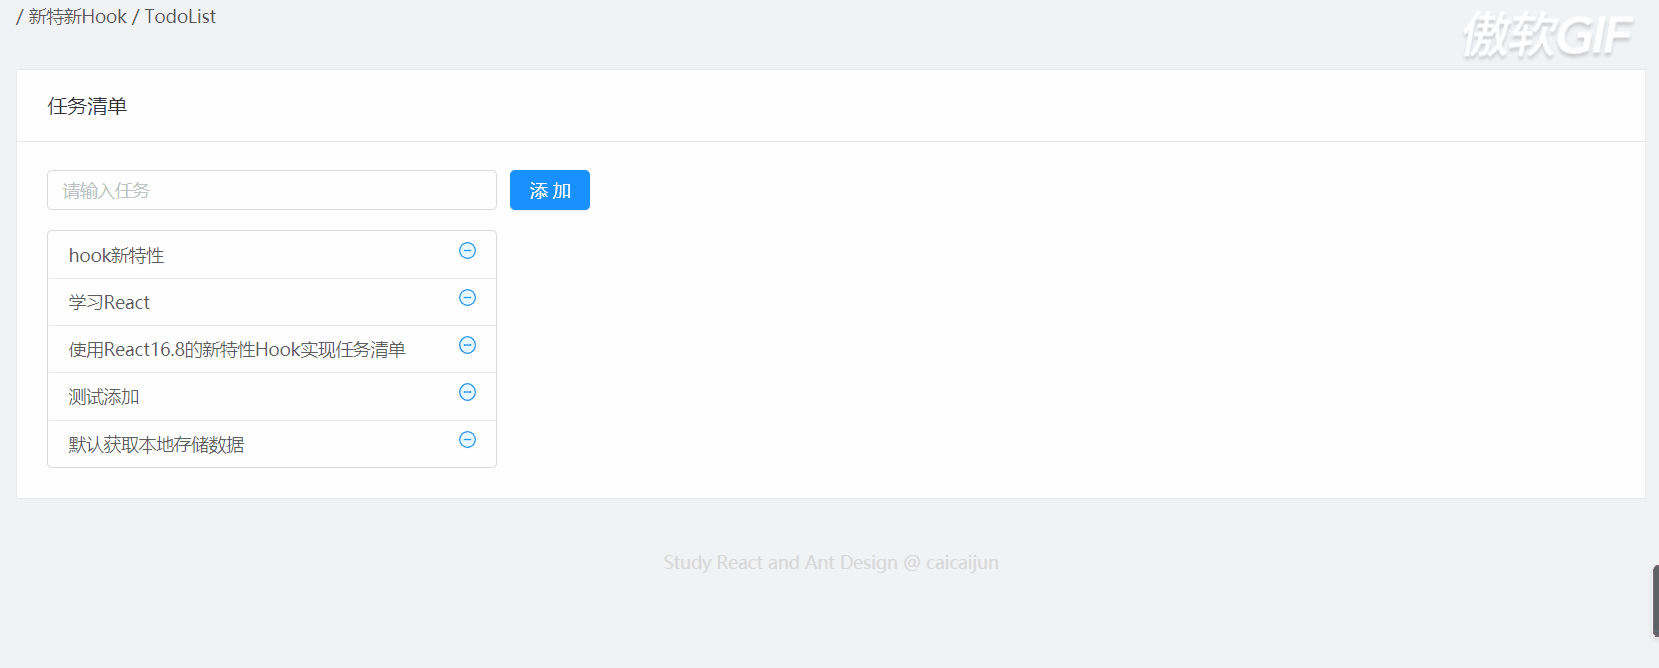 / 新特新Hook / TodoList
傲软GIF
任务清单
请输入任务
添 加
hook新特性
学习React
使用React16.8的新特性Hook实现任务清单
测试添加
默认获取本地存储数据
Study React and Ant Design @ caicaijun